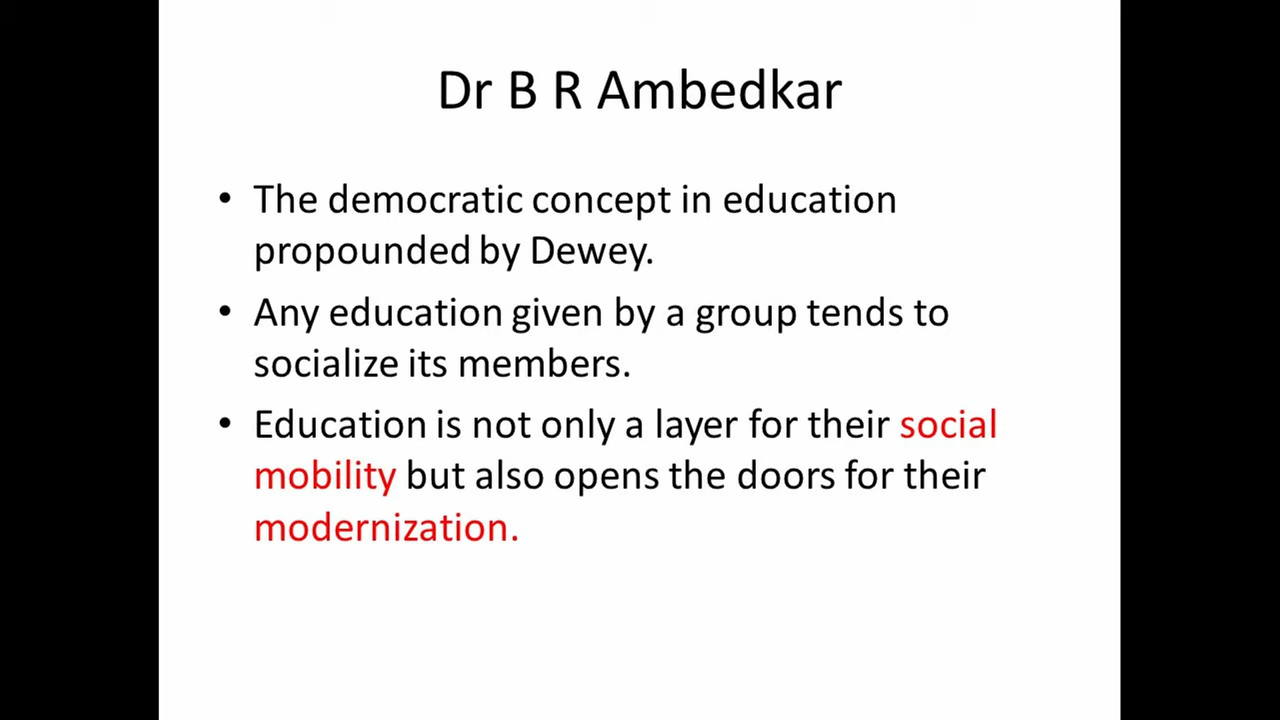 Dr B R Ambedkar
• The democratic concept in education
propounded by Dewey.
• Any education given by a group tends to
socialize its members.
• Education is not only a layer for their social
mobility but also opens the doors for their
modernization.